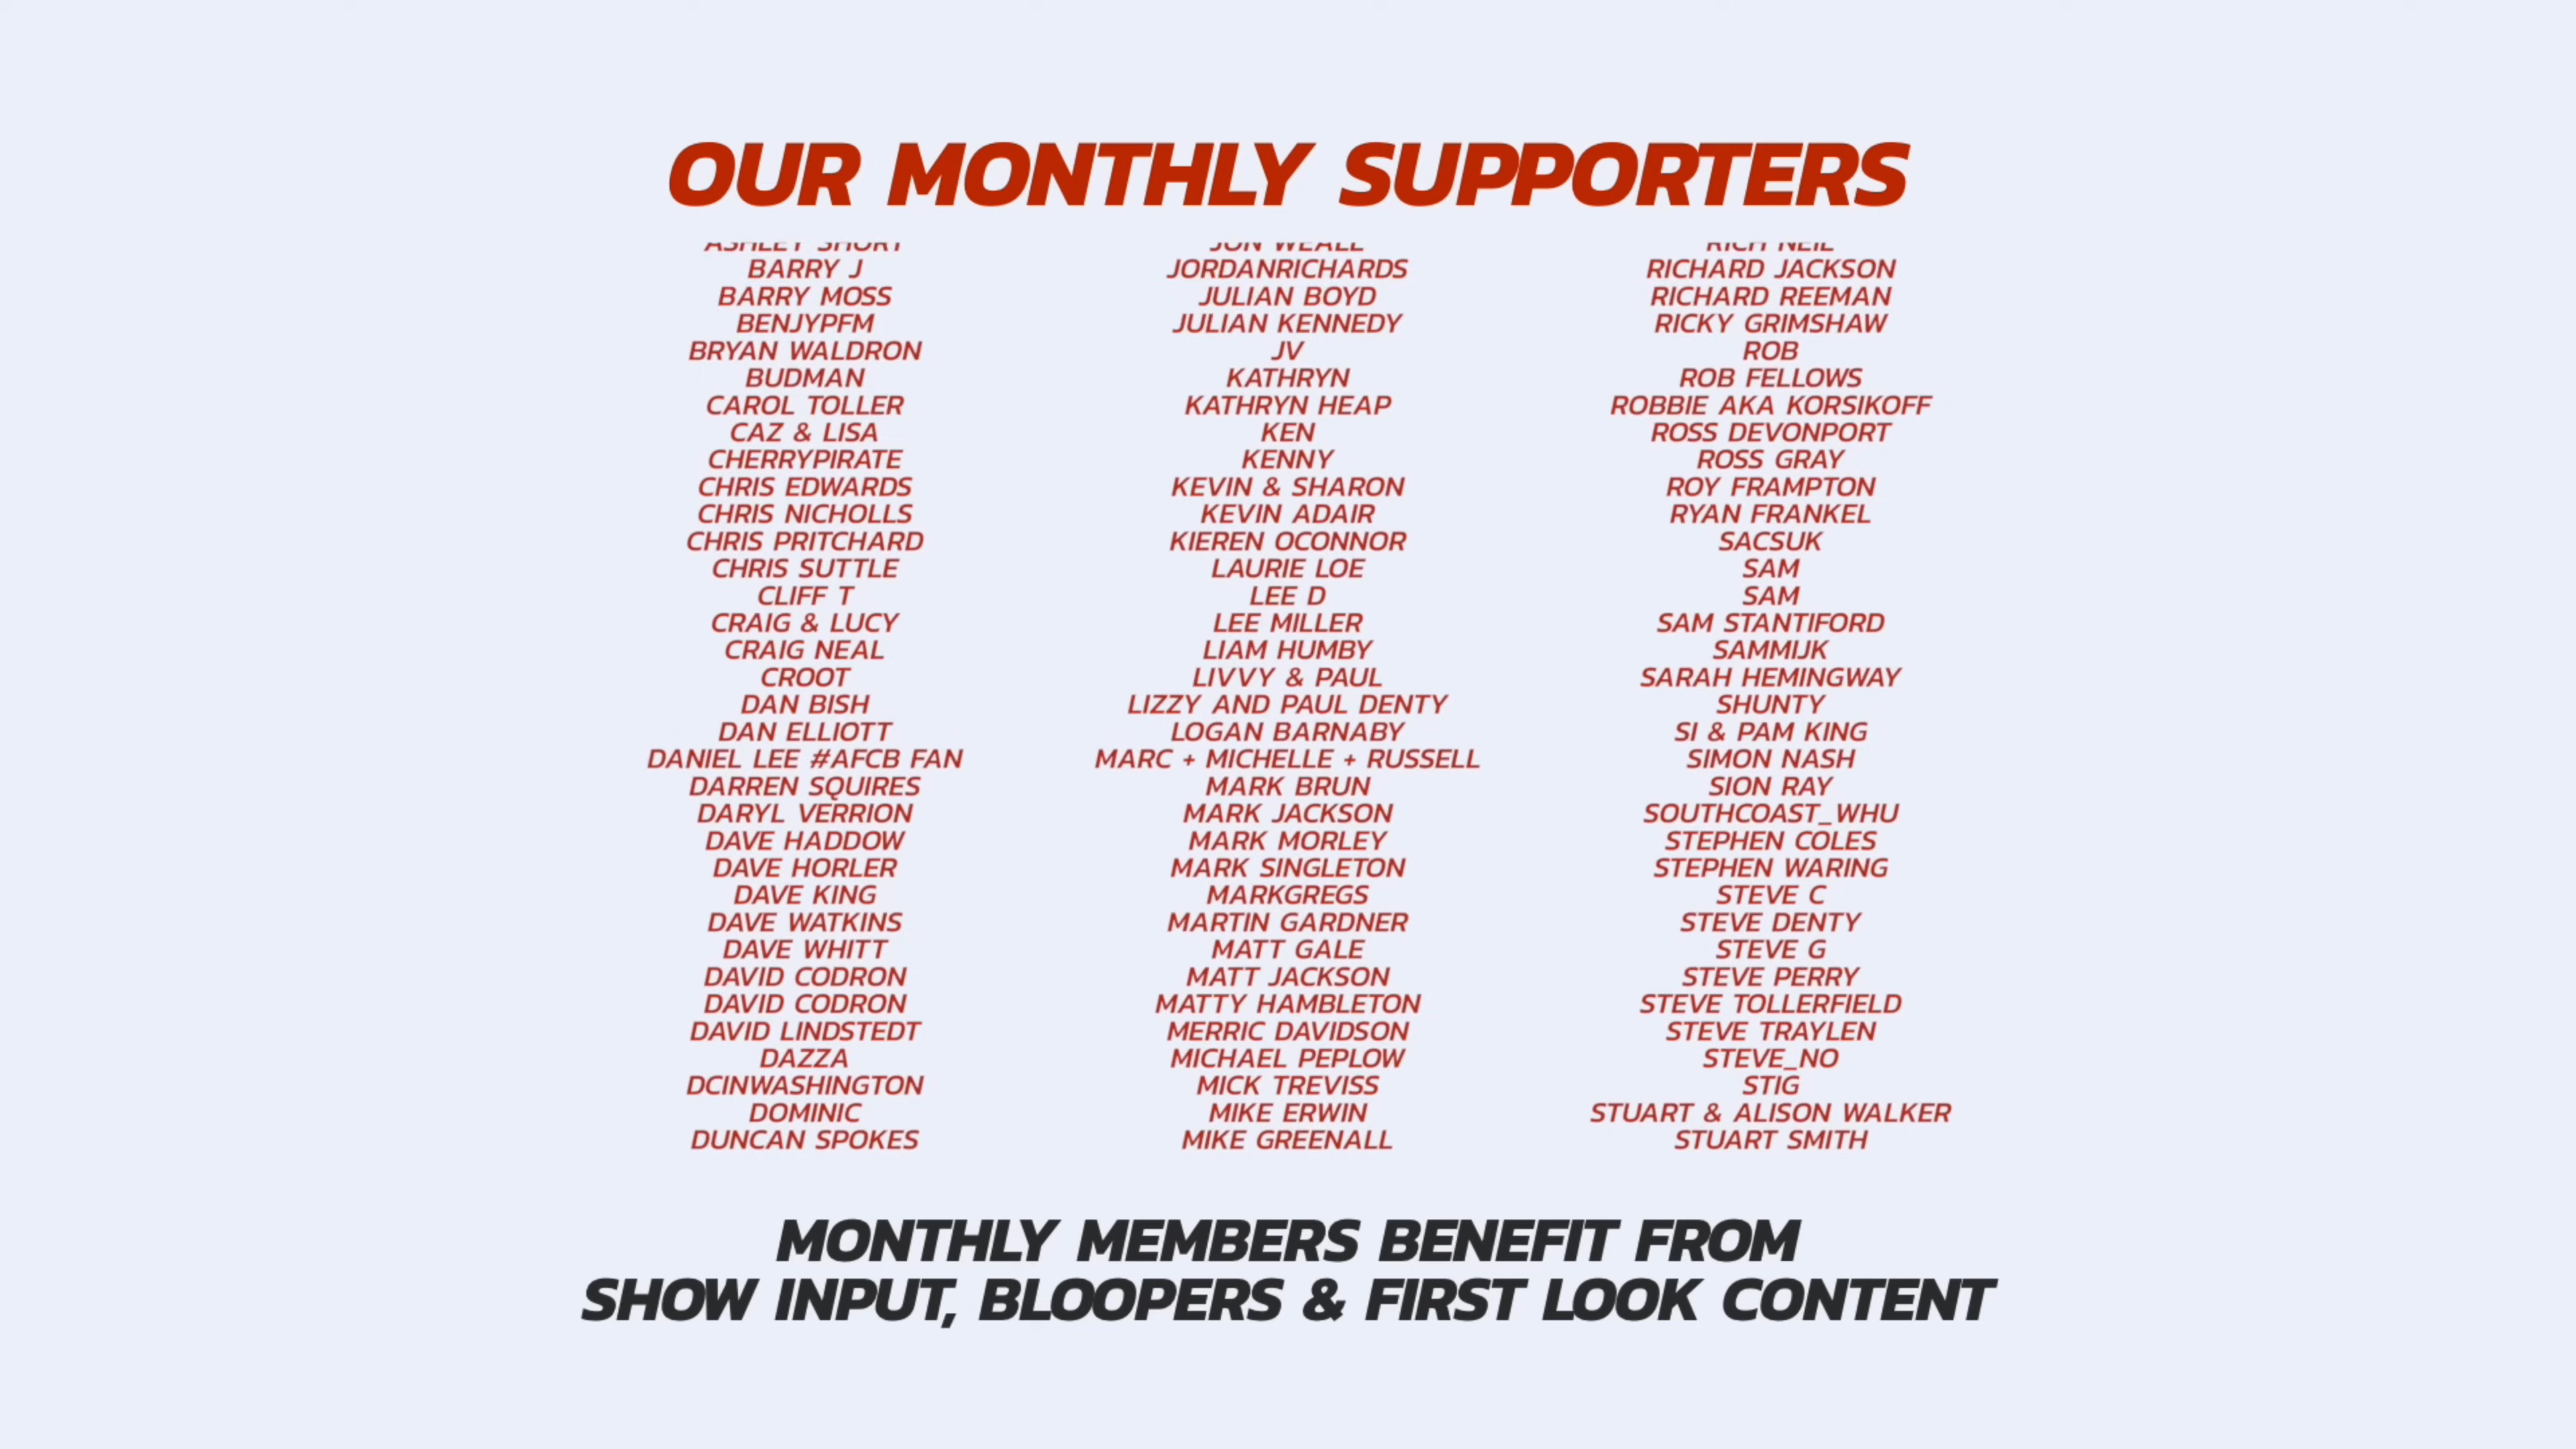 OUR MONTHLY SUPPORTERS
ASHLEY SHORT
BARRY J
BARRY MOSS
BENJYPFM
BRYAN WALDRON
BUDMAN
CAROL TOLLER
CAZ & LISA
CHERRYPIRATE
CHRIS EDWARDS
CHRIS NICHOLLS
CHRIS PRITCHARD
CHRIS SUTTLE
CLIFF T
CRAIG & LUCY
CRAIG NEAL
CROOT
DAN BISH
DAN ELLIOTT
DANIEL LEE #AFCB FAN
DARREN SQUIRES
DARYL VERRION
DAVE HADDOW
DAVE HORLER
DAVE KING
DAVE WATKINS
DAVE WHITT
DAVID CODRON
DAVID CODRON
DAVID LINDSTEDT
DAZZA
DCINWASHINGTON
DOMINIC
DUNCAN SPOKES
JON WEALL
JORDANRICHARDS
JULIAN BOYD
JULIAN KENNEDY
JV
KATHRYN
KATHRYN HEAP
KEN
KENNY
KEVIN & SHARON
KEVIN ADAIR
KIEREN OCONNOR
LAURIE LOE
LEE D
LEE MILLER
LIAM HUMBY
LIVVY & PAUL
LIZZY AND PAUL DENTY
LOGAN BARNABY
MARC + MICHELLE + RUSSELL
MARK BRUN
MARK JACKSON
MARK MORLEY
MARK SINGLETON
MARKGREGS
MARTIN GARDNER
MATT GALE
MATT JACKSON
MATTY HAMBLETON
MERRIC DAVIDSON
MICHAEL PEPLOW
MICK TREVISS
MIKE ERWIN
MIKE GREENALL
RICH NEIL
RICHARD JACKSON
RICHARD REEMAN
RICKY GRIMSHAW
ROB
ROB FELLOWS
ROBBIE AKA KORSIKOFF
ROSS DEVONPORT
ROSS GRAY
ROY FRAMPTON
RYAN FRANKEL
SACSUK
SAM
SAM
SAM STANTIFORD
SAMMIJK
SARAH HEMINGWAY
SHUNTY
SI & PAM KING
SIMON NASH
SION RAY
SOUTHCOAST_WHU
STEPHEN COLES
STEPHEN WARING
STEVE C
STEVE DENTY
STEVE G
STEVE PERRY
STEVE TOLLERFIELD
STEVE TRAYLEN
STEVE_NO
STIG
STUART & ALISON WALKER
STUART SMITH
MONTHLY MEMBERS BENEFIT FROM
SHOW INPUT, BLOOPERS & FIRST LOOK CONTENT